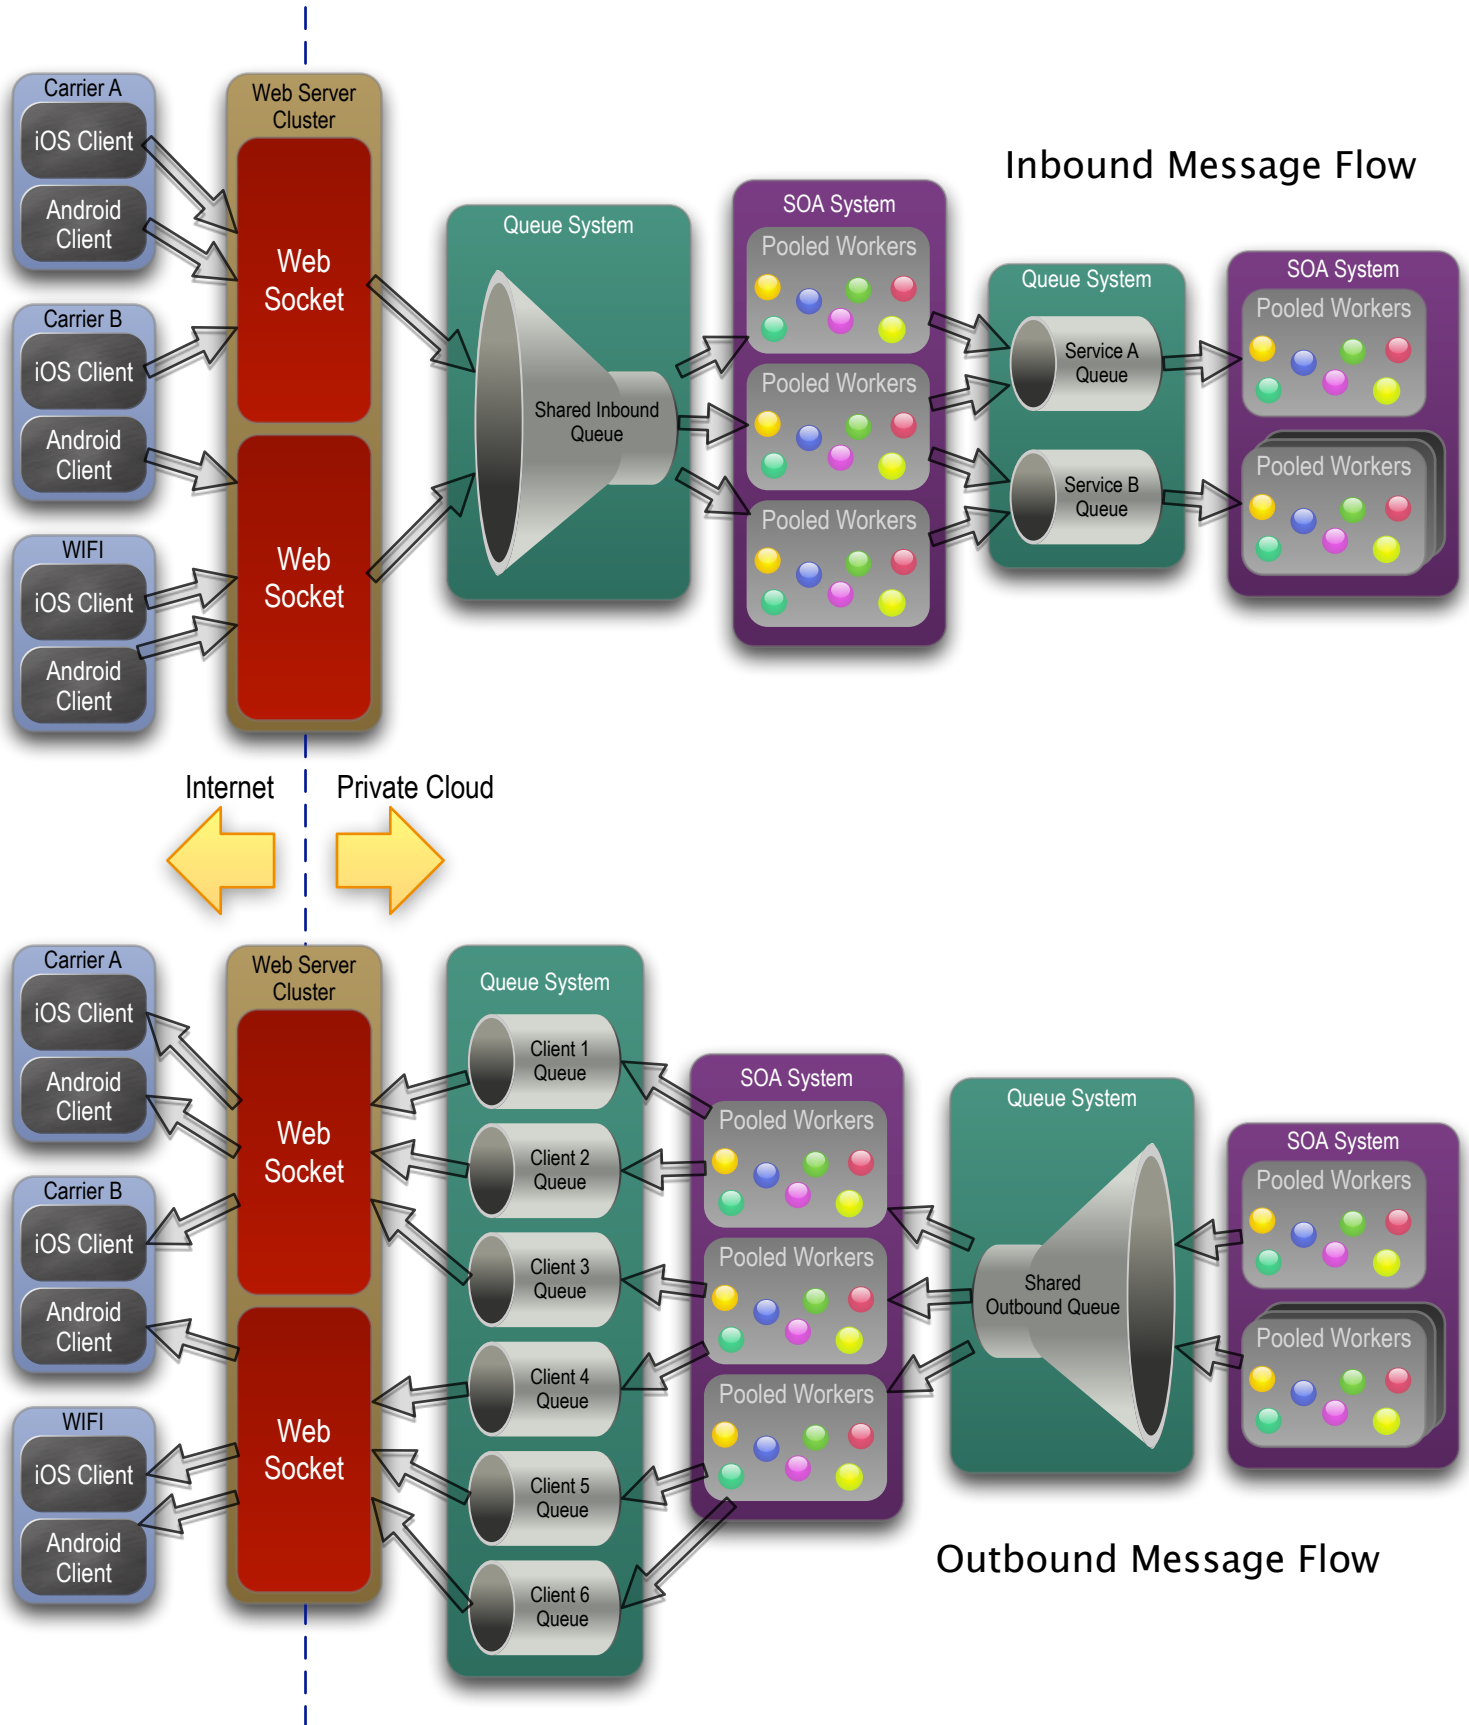 Carrier A
iOS Client
Android
Client
Carrier B
iOS Client
Android
Client
WIFI
iOS Client
Android
Client
Web Server
Cluster
Web
Socket
Web
Socket
Queue System
Shared Inbound
Queue
SOA System
Pooled Workers
Pooled Workers
Pooled Workers
Inbound Message Flow
Queue System
Service A
Queue
Service B
Queue
SOA System
Pooled Workers
Pooled Workers
Internet
Private Cloud
Carrier A
iOS Client
Android
Client
Carrier B
iOS Client
Android
Client
WIFI
iOS Client
Android
Client
Web Server
Cluster
Web
Socket
Web
Socket
Queue System
Client 1
Queue
Client 2
Queue
Client 3
Queue
Client 4
Queue
Client 5
Queue
Client 6
Queue
SOA System
Pooled Workers
Pooled Workers
Pooled Workers
Queue System
Shared
Outbound Queue
SOA System
Pooled Workers
Pooled Workers
Outbound Message Flow